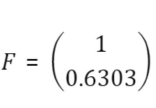 F = ( 1
0.6303 )